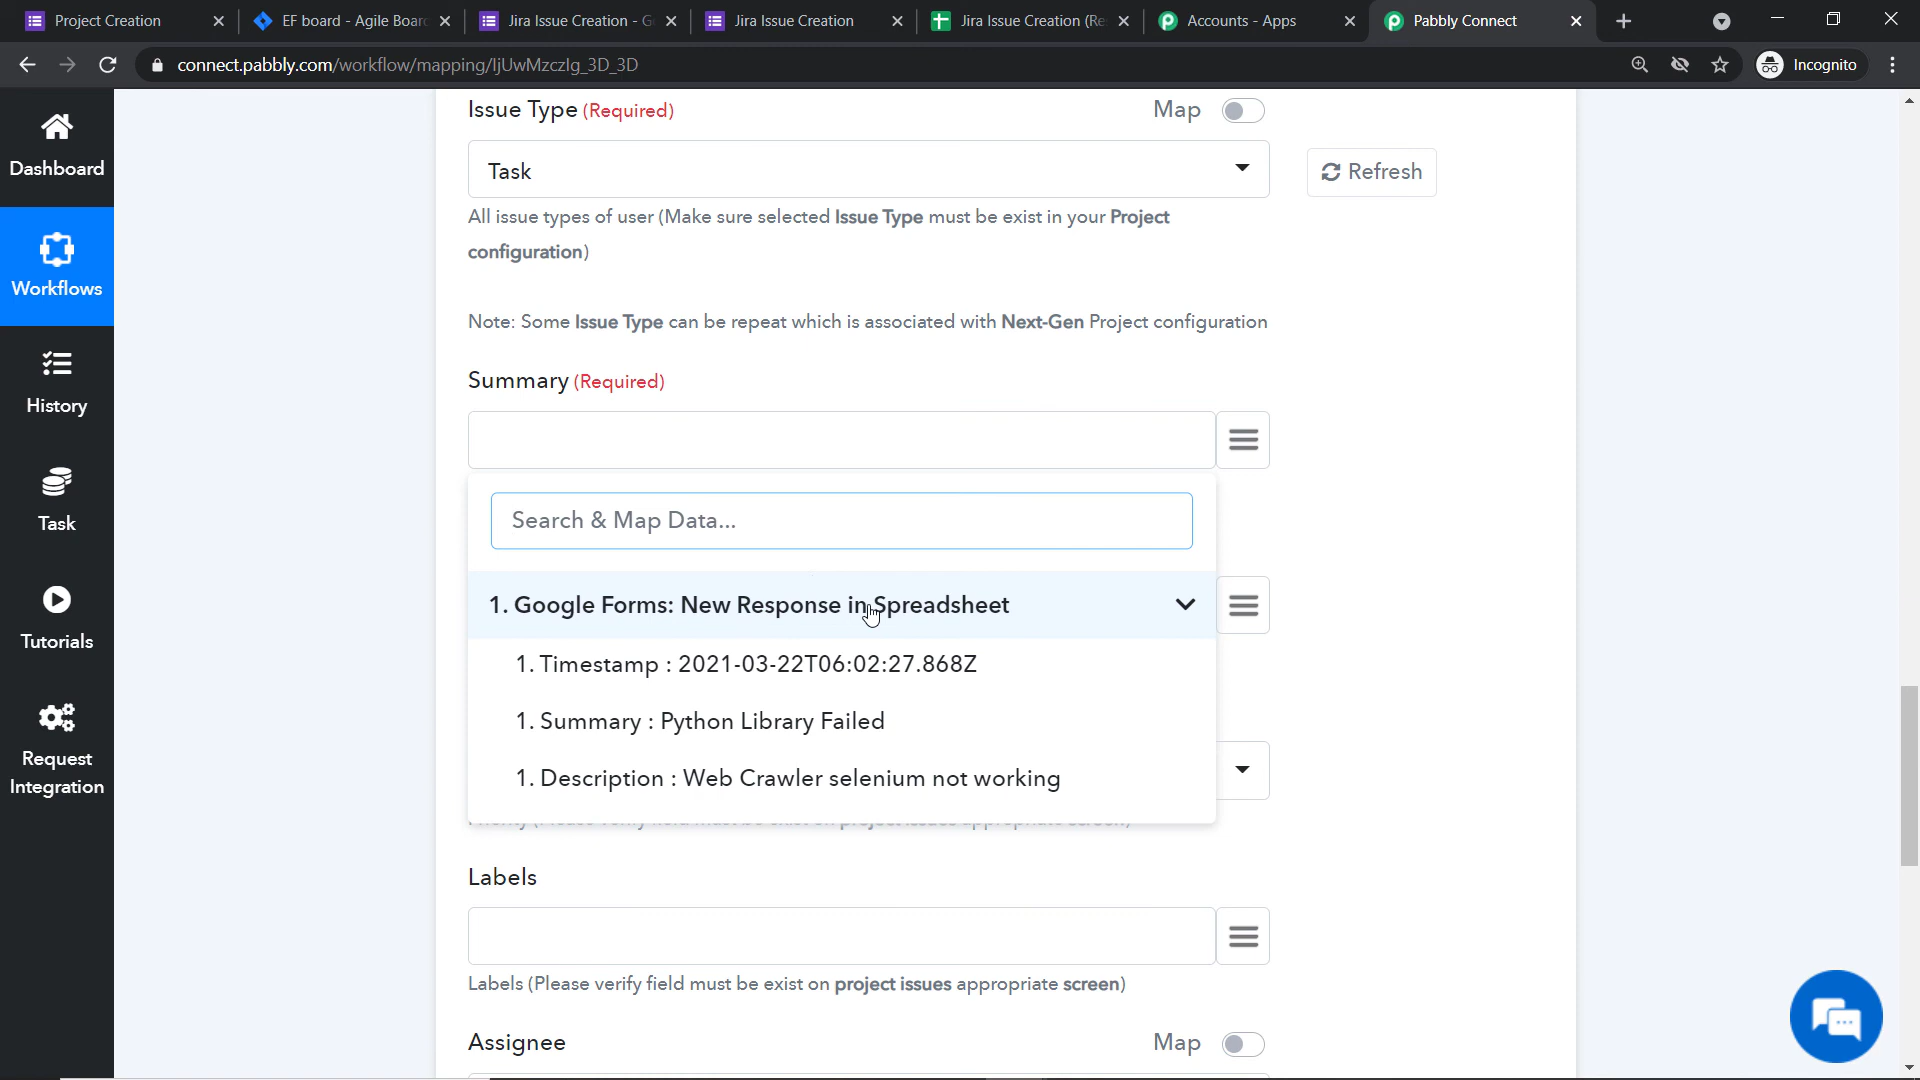 Project Creation
EF board - Agile Boar
Jira Issue Creation - G
Jira Issue Creation
Jira Issue Creation (Re
Accounts - Apps
Pabbly Connect
connect.pabbly.com/workflow/mapping/IjUwMzczIg_3D_3D
Incognito
Dashboard
Workflows
History
Task
Tutorials
Request
Integration
Issue Type (Required)
Map
Task
Refresh
All issue types of user (Make sure selected Issue Type must be exist in your Project
configuration)
Note: Some Issue Type can be repeat which is associated with Next-Gen Project configuration
Summary (Required)
Search & Map Data...
1. Google Forms: New Response in Spreadsheet
1. Timestamp : 2021-03-22T06:02:27.868Z
1. Summary : Python Library Failed
1. Description : Web Crawler selenium not working
Labels
Labels (Please verify field must be exist on project issues appropriate screen)
Assignee
Map